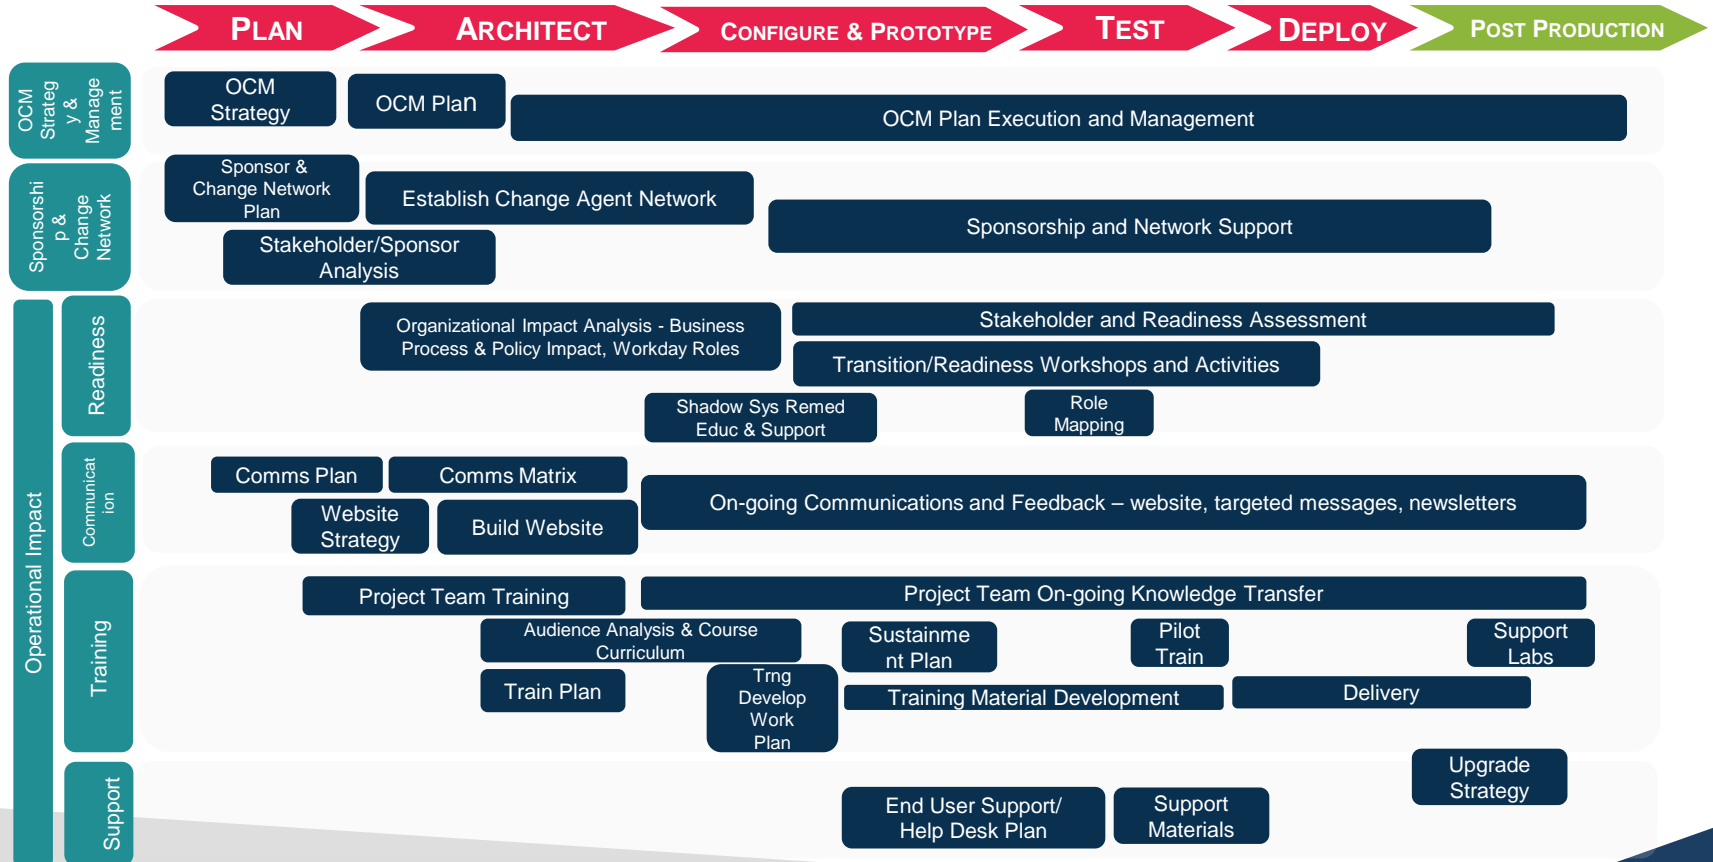 PLAN
ARCHITECT
CONFIGURE & PROTOTYPE
TEST
DEPLOY
POST PRODUCTION
OCM
Strateg
y &
Manage
ment
OCM
Strategy
OCM Plan
OCM Plan Execution and Management
Sponsorshi
p &
Change
Network
Sponsor &
Change Network
Plan
Establish Change Agent Network
Sponsorship and Network Support
Stakeholder/Sponsor
Analysis
Operational Impact
Readiness
Organizational Impact Analysis - Business
Process & Policy Impact, Workday Roles
Stakeholder and Readiness Assessment
Transition/Readiness Workshops and Activities
Shadow Sys Remed
Educ & Support
Role
Mapping
Communicat
ion
Comms Plan
Comms Matrix
On-going Communications and Feedback – website, targeted messages, newsletters
Website
Strategy
Build Website
Training
Project Team Training
Project Team On-going Knowledge Transfer
Audience Analysis & Course
Curriculum
Sustainme
nt Plan
Pilot
Train
Support
Labs
Train Plan
Trng
Develop
Work
Plan
Training Material Development
Delivery
Support
Upgrade
Strategy
End User Support/
Help Desk Plan
Support
Materials